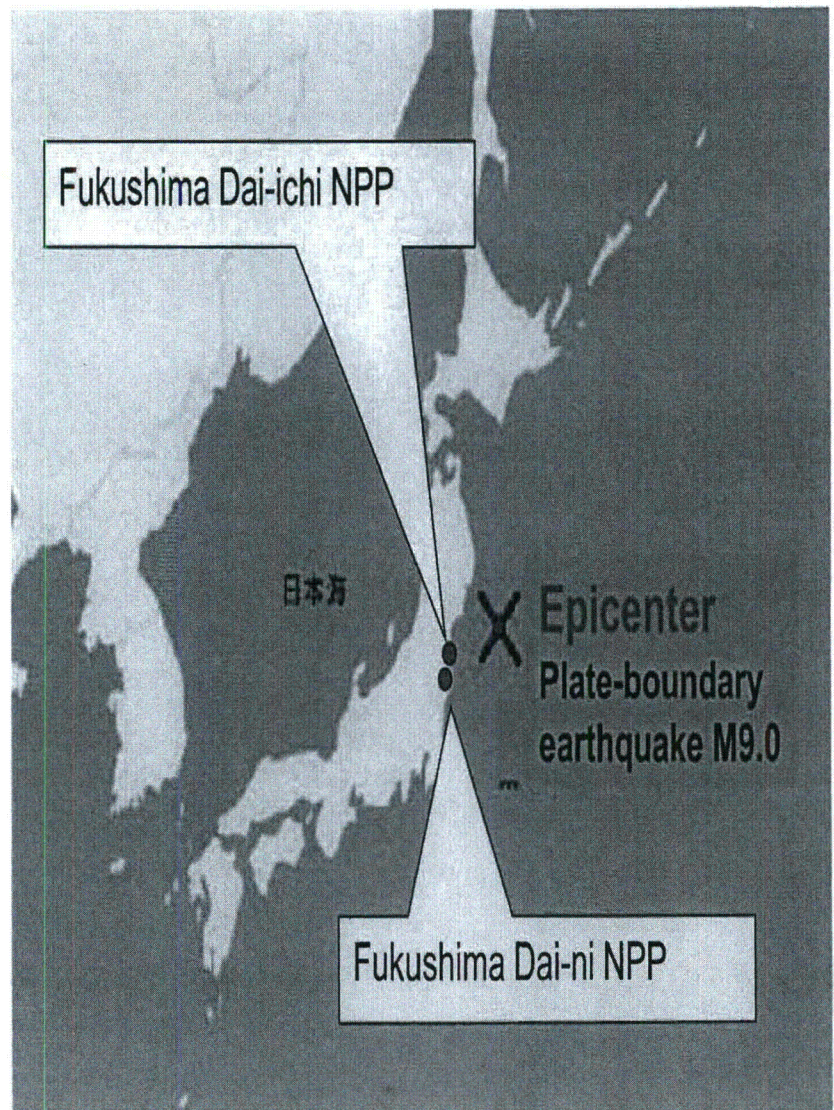 Fukushima Dai-ichi NPP
日本海
Epicenter
Plate-boundary
earthquake M9.0
Fukushima Dai-ni NPP